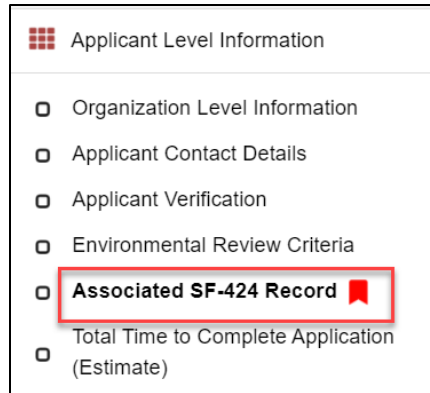 Applicant Level Information
Organization Level Information
Applicant Contact Details
Applicant Verification
Environmental Review Criteria
Associated SF-424 Record
Total Time to Complete Application
(Estimate)